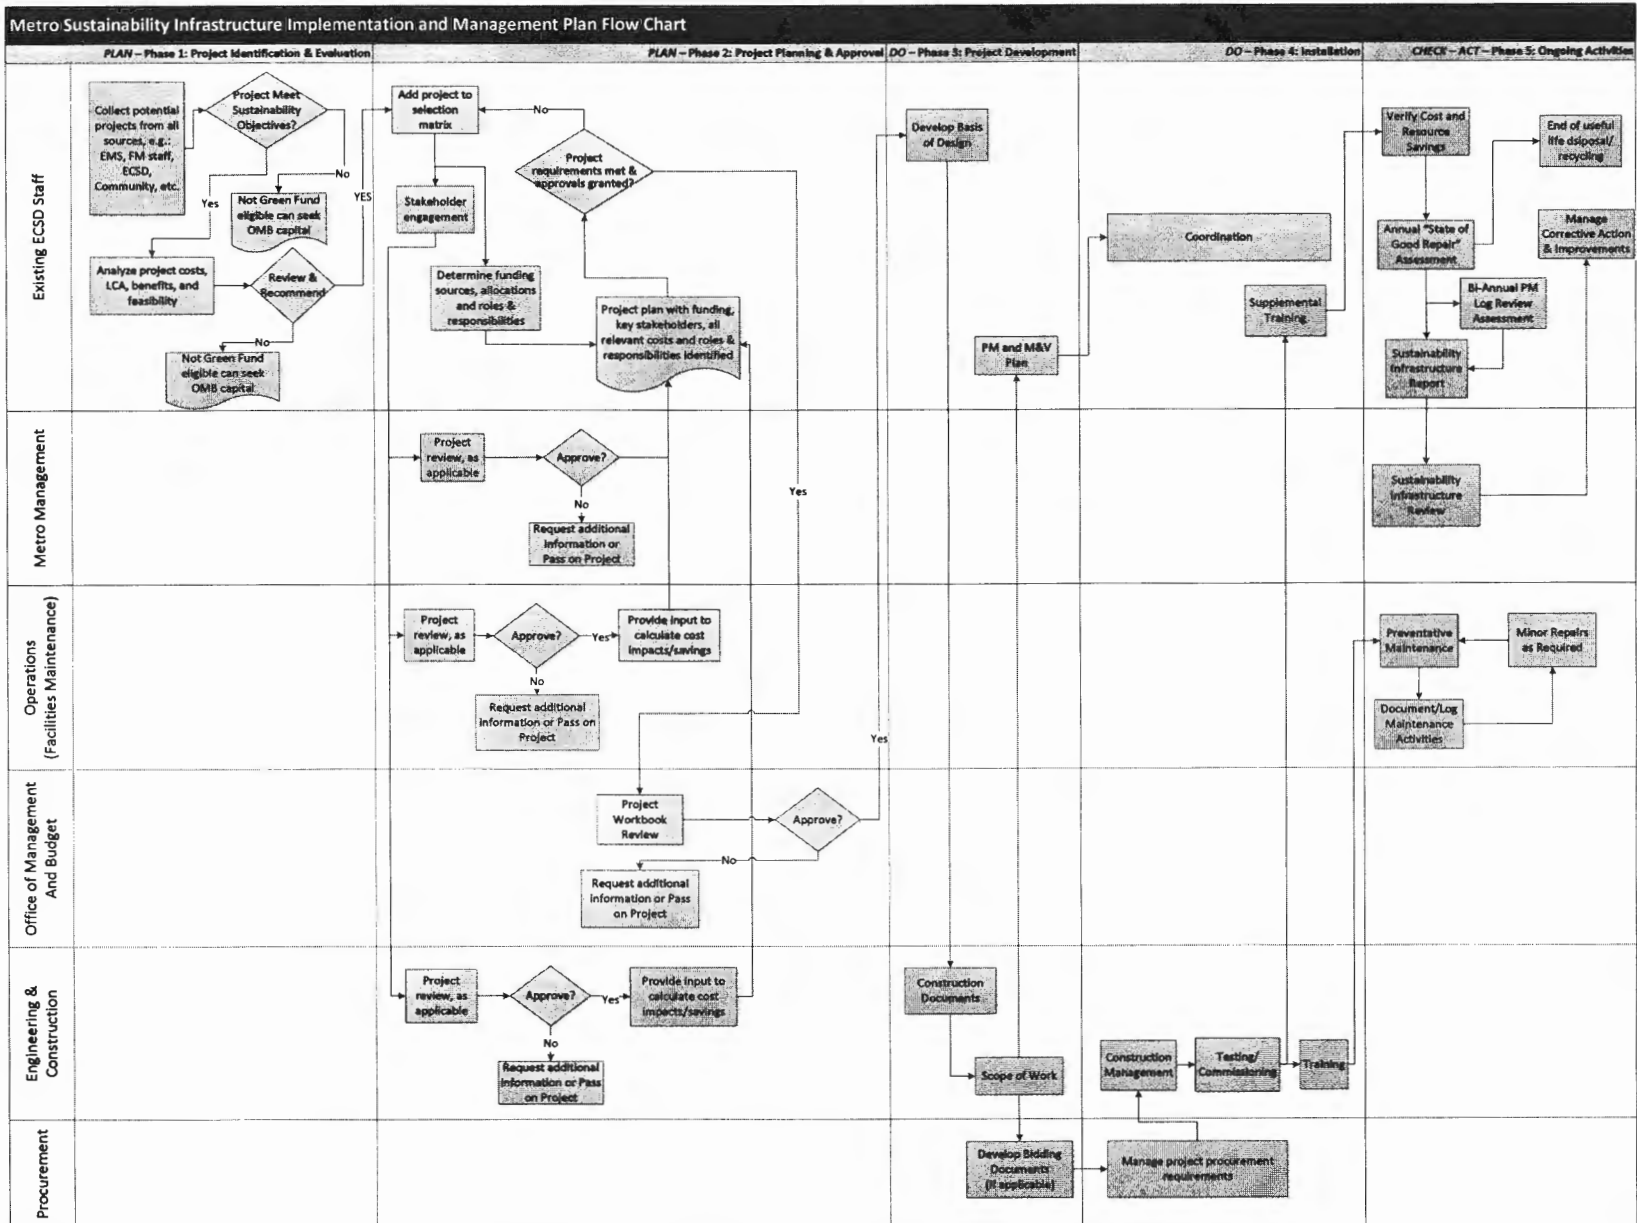 Metro Sustainability Infrastructure Implementation and Management Plan Flow Chart
PLAN – Phase 1: Project Identification & Evaluation
PLAN – Phase 2: Project Planning & Approval
DO – Phase 3: Project Development
DO – Phase 4: Installation
CHECK – ACT – Phase 5: Ongoing Activities
Existing ECSD Staff
Collect potential
projects from all
sources, e.g.:
EMS, FM staff,
ECSD,
Community, etc.
Project Meet
Sustainability
Objectives?
No
Yes
Not Green Fund
eligible can seek
OMB capital
Analyze project costs,
LCA, benefits, and
feasibility
Review &
Recommend
YES
No
Not Green Fund
eligible can seek
OMB capital
Add project to
selection
matrix
No
Project
requirements met &
approvals granted?
Stakeholder
engagement
Determine funding
sources, allocations
and roles &
responsibilities
Project plan with funding,
key stakeholders, all
relevant costs and roles &
responsibilities identified
Yes
Develop Basis
of Design
PM and M&V
Plan
Coordination
Supplemental
Training
Verify Cost and
Resource
Savings
End of useful
life dsiposal/
recycling
Annual "State of
Good Repair"
Assessment
Manage
Corrective Action
& Improvements
Bi-Annual PM
Log Review
Assessment
Sustainability
Infrastructure
Report
Metro Management
Project
review, as
applicable
Approve?
No
Request additional
Information or
Pass on Project
Sustainability
Infrastructure
Review
Operations
(Facilities Maintenance)
Project
review, as
applicable
Approve?
Yes
Provide input to
calculate cost
impacts/savings
No
Request additional
information or Pass on
Project
Yes
Preventative
Maintenance
Minor Repairs
as Required
Document/Log
Maintenance
Activities
Office of Management
And Budget
Project
Workbook
Review
Approve?
No
Request additional
information or Pass
on Project
Engineering &
Construction
Project
review, as
applicable
Approve?
Yes
Provide input to
calculate cost
impacts/savings
No
Request additional
information or Pass
on Project
Construction
Documents
Scope of Work
Construction
Management
Testing/
Commissioning
Training
Procurement
Develop Bidding
Documents
(if applicable)
Manage project procurement
requirements